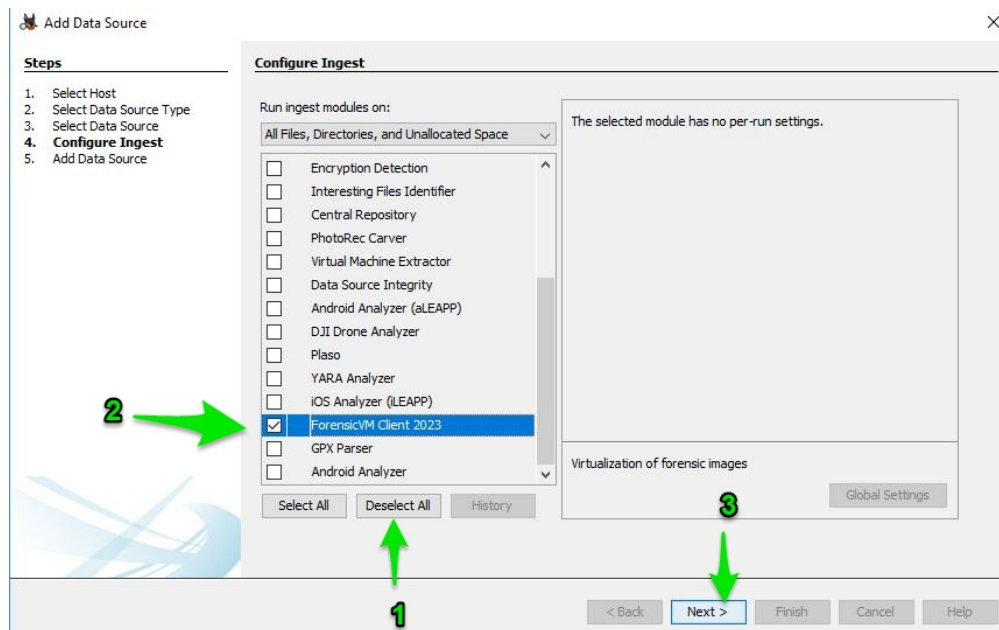 Add Data Source
Steps
1. Select Host
2. Select Data Source Type
3. Select Data Source
4. Configure Ingest
5. Add Data Source
Configure Ingest
Run ingest modules on:
All Files, Directories, and Unallocated Space
Encryption Detection
Interesting Files Identifier
Central Repository
PhotoRec Carver
Virtual Machine Extractor
Data Source Integrity
Android Analyzer (aLEAPP)
DJI Drone Analyzer
Plaso
YARA Analyzer
iOS Analyzer (iLEAPP)
ForensicVM Client 2023
GPX Parser
Android Analyzer
Select All Deselect All History
The selected module has no per-run settings.
Virtualization of forensic images
Global Settings
2
3
1
< Back Next > Finish Cancel Help